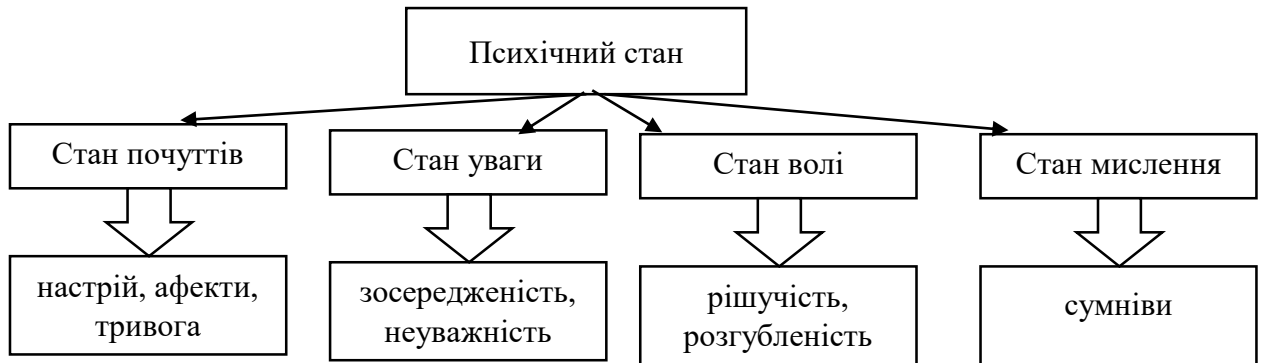 Психічний стан
Стан почуттів
Стан уваги
Стан волі
Стан мислення
настрій, афекти,
тривога
зосередженість,
неуважність
рішучість,
розгубленість
сумніви